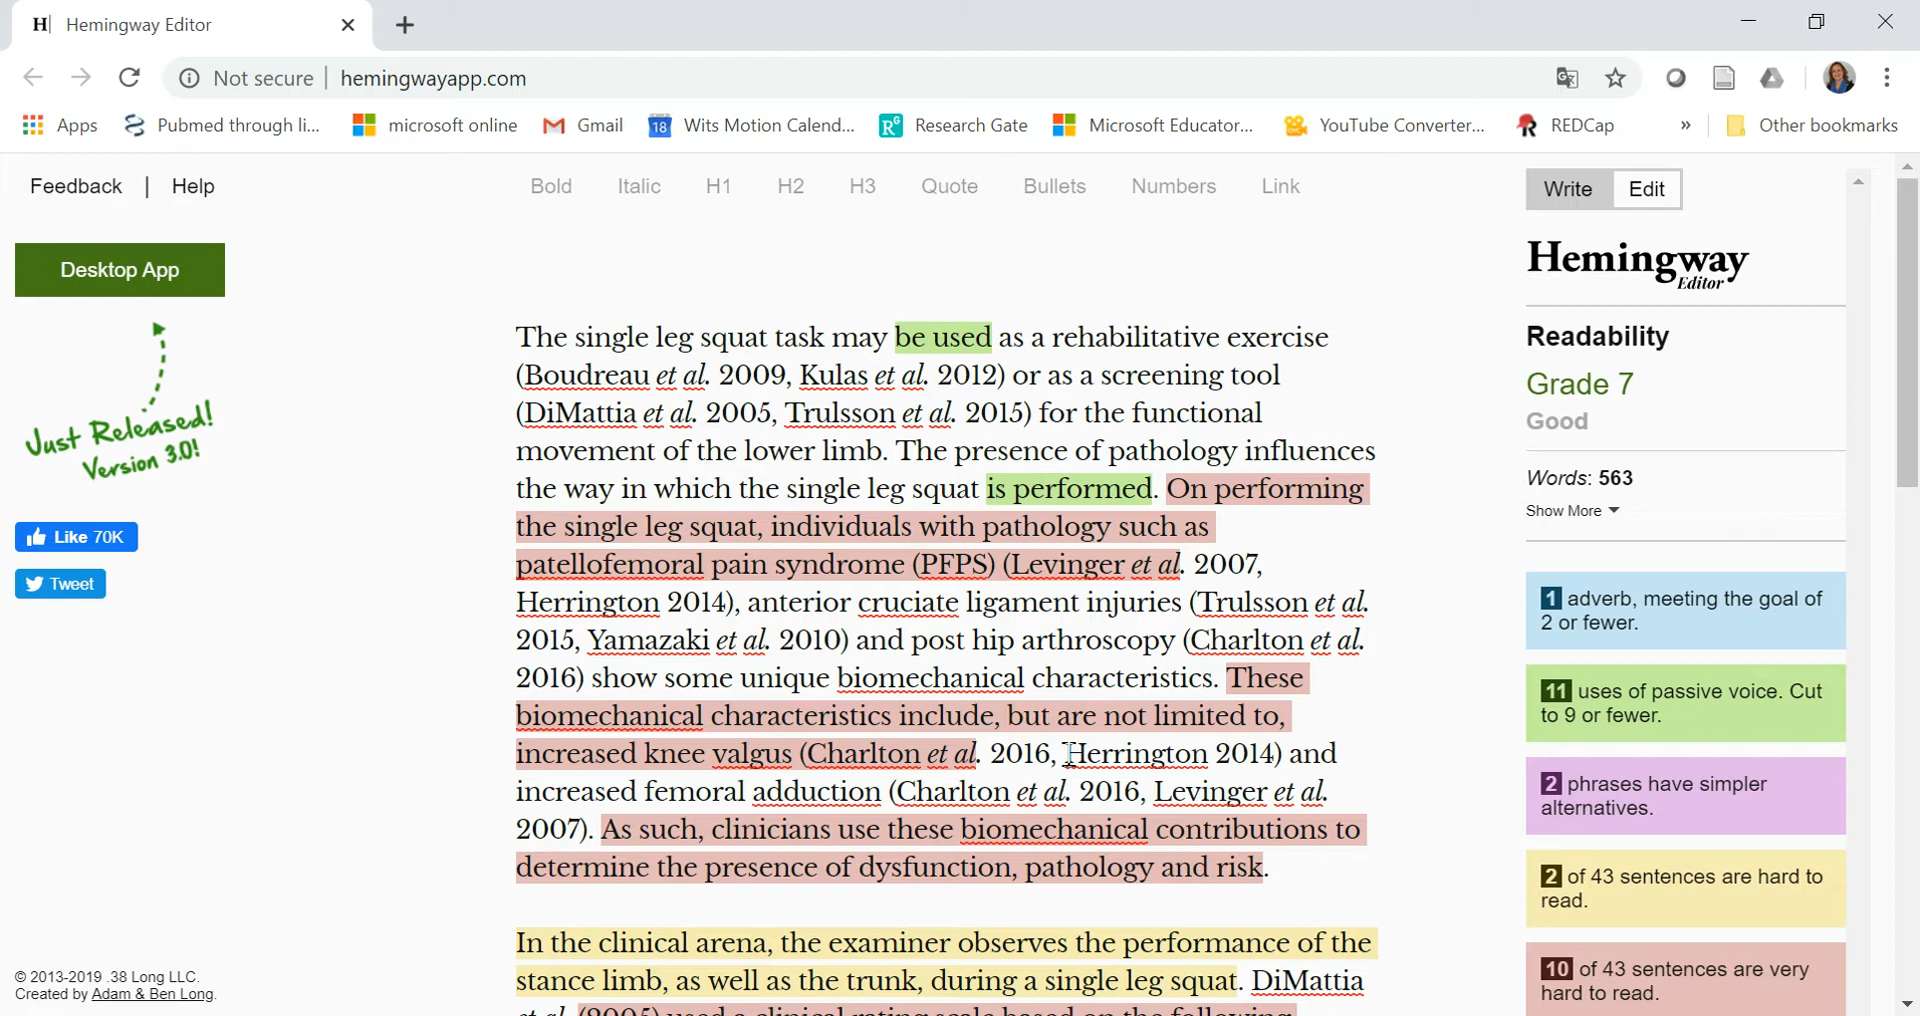 H| Hemingway Editor
Not secure | hemingwayapp.com
Apps Pubmed through li... microsoft online Gmail 18 Wits Motion Calend... Research Gate Microsoft Educator... YouTube Converter... REDCap » Other bookmarks
Feedback | Help
Bold Italic H1 H2 H3 Quote Bullets Numbers Link
Write Edit
Desktop App
Hemingway
Editor
Just Released!
Version 3.0!
Like 70K
Tweet
© 2013-2019 .38 Long LLC.
Created by Adam & Ben Long.
The single leg squat task may be used as a rehabilitative exercise
(Boudreau et al. 2009, Kulas et al. 2012) or as a screening tool
(DiMattia et al. 2005, Trulsson et al. 2015) for the functional
movement of the lower limb. The presence of pathology influences
the way in which the single leg squat is performed. On performing
the single leg squat, individuals with pathology such as
patellofemoral pain syndrome (PFPS) (Levinger et al. 2007,
Herrington 2014), anterior cruciate ligament injuries (Trulsson et al.
2015, Yamazaki et al. 2010) and post hip arthroscopy (Charlton et al.
2016) show some unique biomechanical characteristics. These
biomechanical characteristics include, but are not limited to,
increased knee valgus (Charlton et al. 2016, Herrington 2014) and
increased femoral adduction (Charlton et al. 2016, Levinger et al.
2007). As such, clinicians use these biomechanical contributions to
determine the presence of dysfunction, pathology and risk.
In the clinical arena, the examiner observes the performance of the
stance limb, as well as the trunk, during a single leg squat. DiMattia
et al. (2005) used a clinical rating scale based on the following
Readability
Grade 7
Good
Words: 563
Show More
1 adverb, meeting the goal of
2 or fewer.
11 uses of passive voice. Cut
to 9 or fewer.
2 phrases have simpler
alternatives.
2 of 43 sentences are hard to
read.
10 of 43 sentences are very
hard to read.